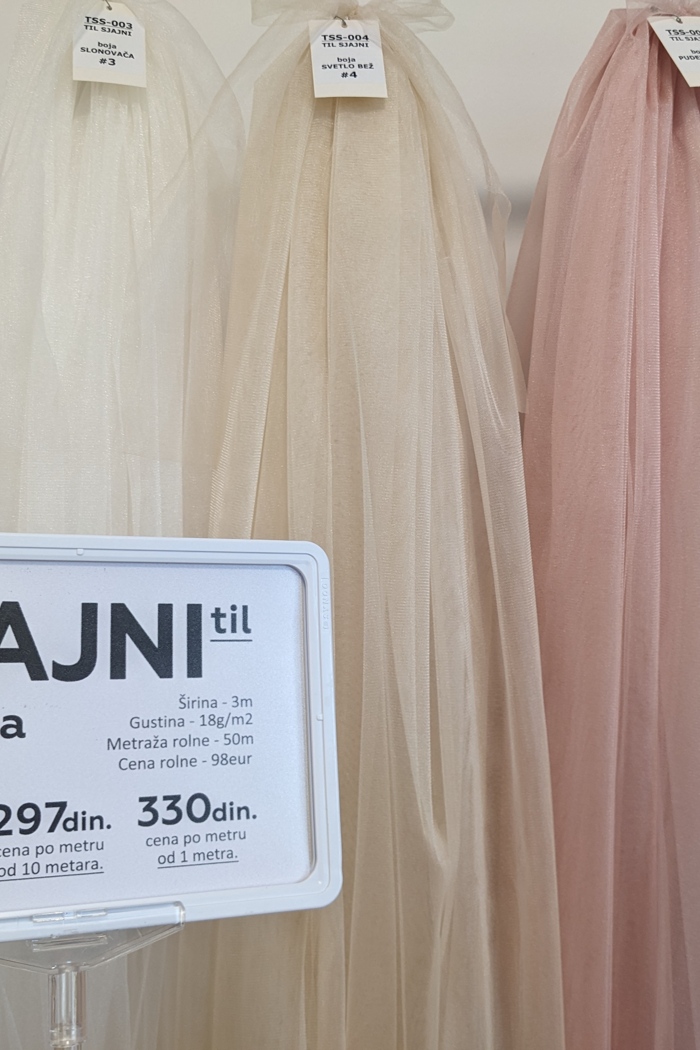 TSS-003
TIL SJAJNI
boja
SLONOVAČA
#3
TSS-004
TIL SJAJNI
boja
SVETLO BEŽ
#4
TIL
AJNI til
a
Širina - 3m
Gustina - 18g/m2
Metraža rolne - 50m
Cena rolne - 98eur
297din.
cena po metru
od 10 metara.
330din.
cena po metru
od 1 metra.